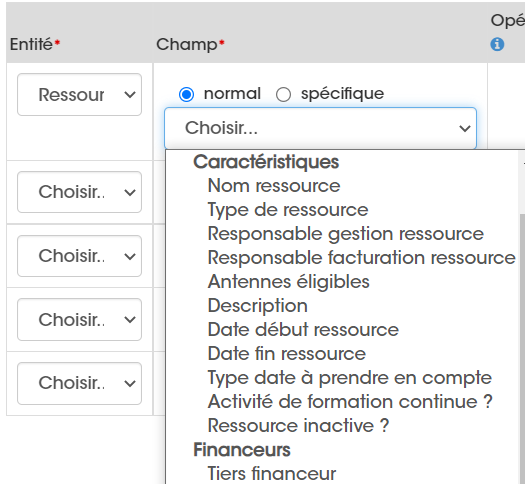 Opé
Entité* Champ*
Ressour normal spécifique
Choisir...
Caractéristiques
Choisir.. Nom ressource
Type de ressource
Responsable gestion ressource
Choisir.. Responsable facturation ressource
Antennes éligibles
Description
Choisir.. Date début ressource
Date fin ressource
Type date à prendre en compte
Choisir.. Activité de formation continue ?
Ressource inactive ?
Financeurs
Tiers financeur